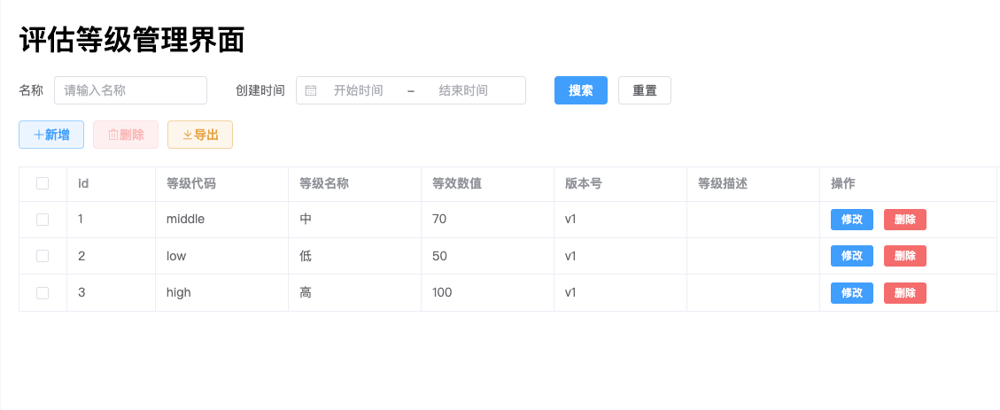 评估等级管理界面
名称 请输入名称 创建时间 开始时间 – 结束时间 搜索 重置
新增 删除 导出
id 等级代码 等级名称 等效数值 版本号 等级描述 操作
1 middle 中 70 v1 修改 删除
2 low 低 50 v1 修改 删除
3 high 高 100 v1 修改 删除